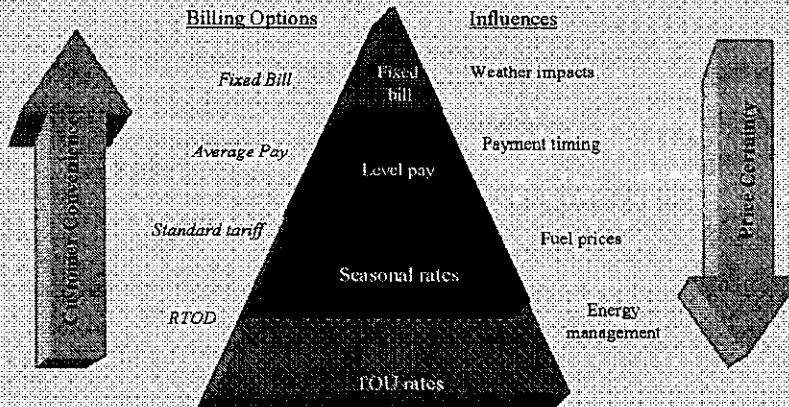 Billing Options
Influences
Fixed Bill
Fixed
bill
Weather impacts
Average Pay
Level pay
Payment timing
Standard tariff
Seasonal rates
Fuel prices
RTOD
TOU rates
Energy
management
Customer Convenience
Price Certainty